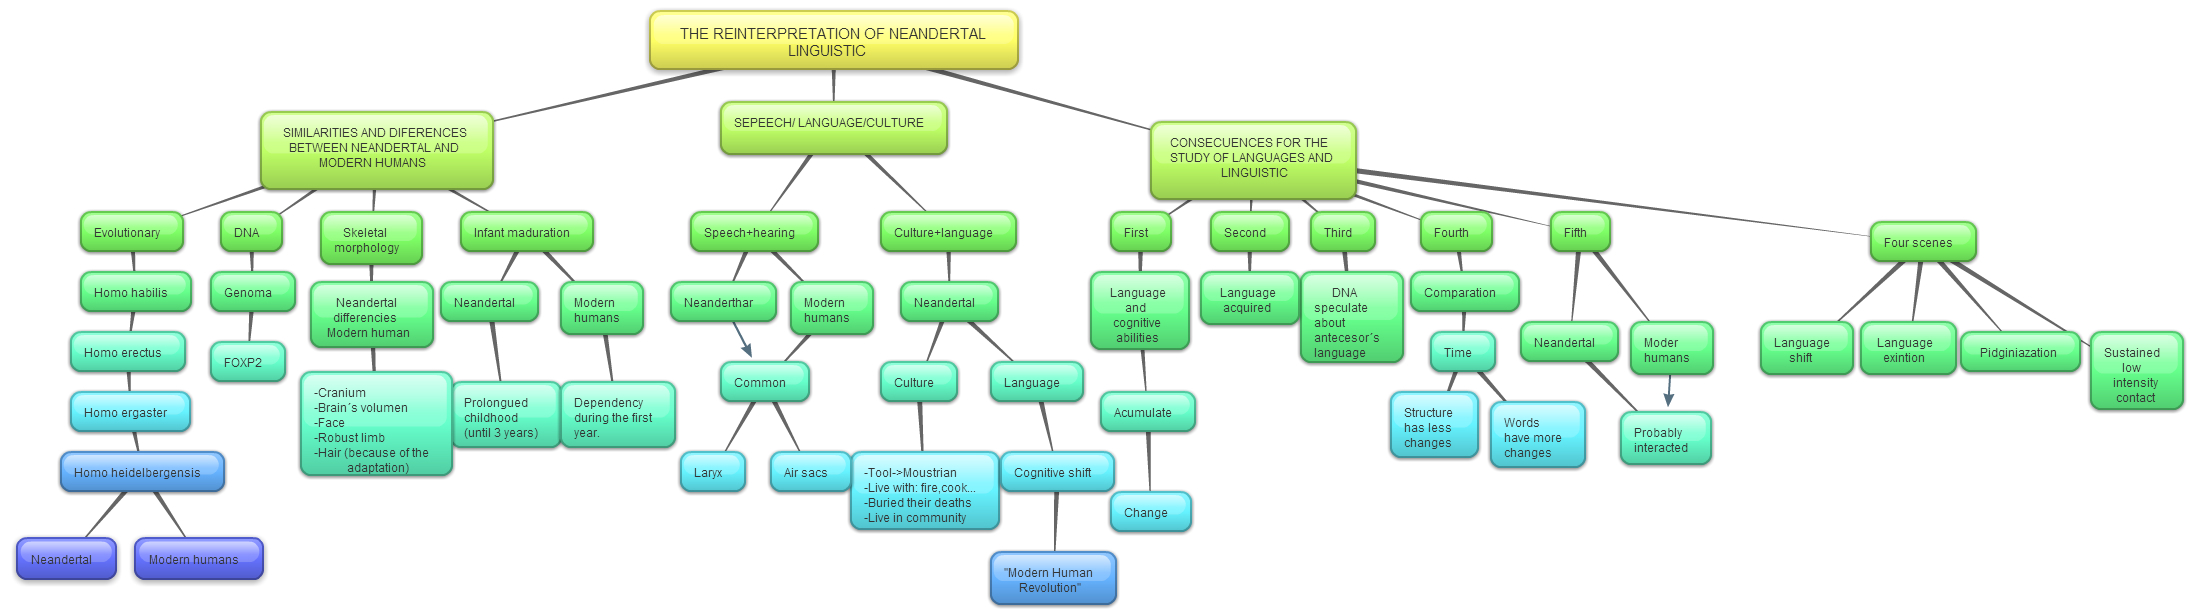 THE REINTERPRETATION OF NEANDERTAL
LINGUISTIC
SIMILARITIES AND DIFERENCES
BETWEEN NEANDERTAL AND
MODERN HUMANS
SEPEECH/ LANGUAGE/CULTURE
CONSECUENCES FOR THE
STUDY OF LANGUAGES AND
LINGUISTIC
Evolutionary
DNA
Skeletal
morphology
Infant maduration
Speech+hearing
Culture+language
First
Second
Third
Fourth
Fifth
Four scenes
Homo habilis
Genoma
Neandertal
differencies
Modern human
Neandertal
Modern
humans
Neanderthar
Modern
humans
Neandertal
Language
and
cognitive
abilities
Language
acquired
DNA
speculate
about
antecesor´s
language
Comparation
Neandertal
Moder
humans
Language
shift
Language
exintion
Pidginiazation
Sustained
low
intensity
contact
Homo erectus
FOXP2
-Cranium
-Brain´s volumen
-Face
-Robust limb
-Hair (because of the
adaptation)
Prolongued
childhood
(until 3 years)
Dependency
during the first
year.
Common
Culture
Language
Acumulate
Time
Structure
has less
changes
Words
have more
changes
Probably
interacted
Homo ergaster
Homo heidelbergensis
Laryx
Air sacs
-Tool->Moustrian
-Live with: fire,cook...
-Buried their deaths
-Live in community
Cognitive shift
Change
Neandertal
Modern humans
"Modern Human
Revolution"